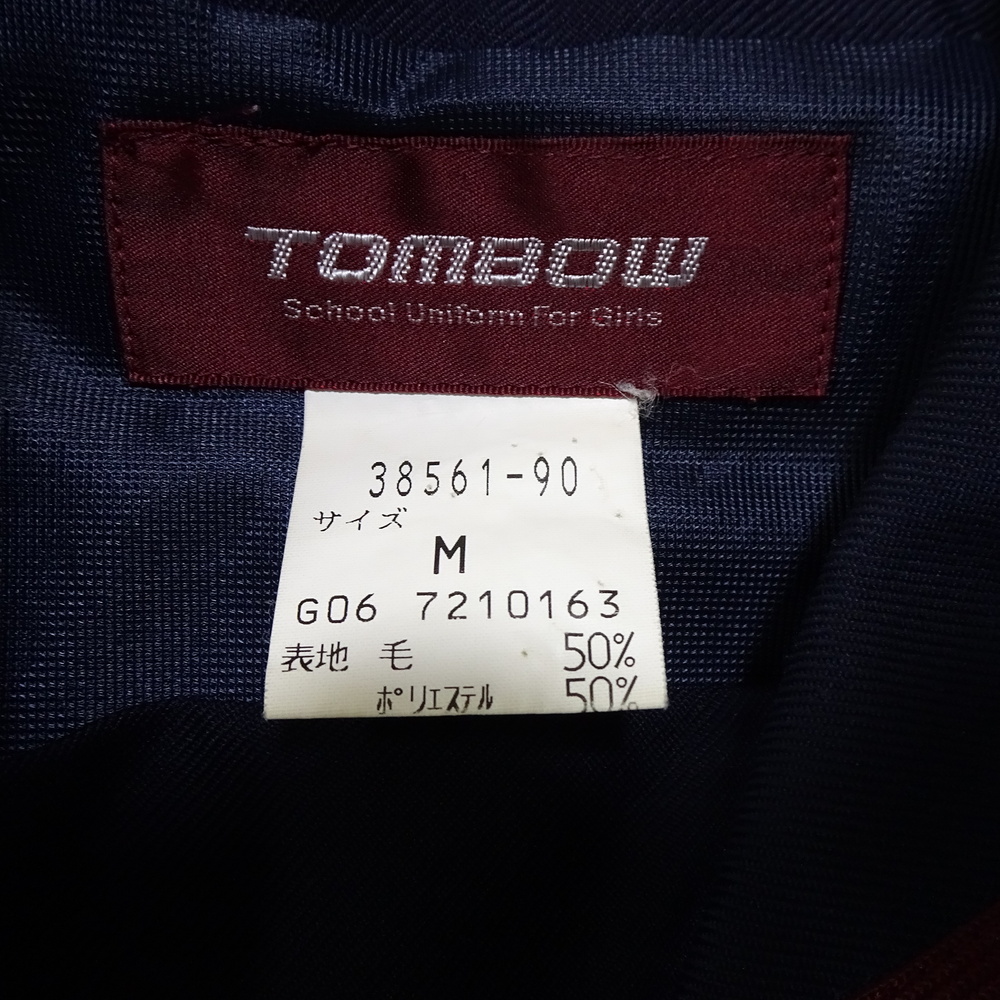 TOMBOW
School Uniform For Girls
38561-90
サイズ
M
G06 7210163
表地 毛 50%
ポリエステル 50%